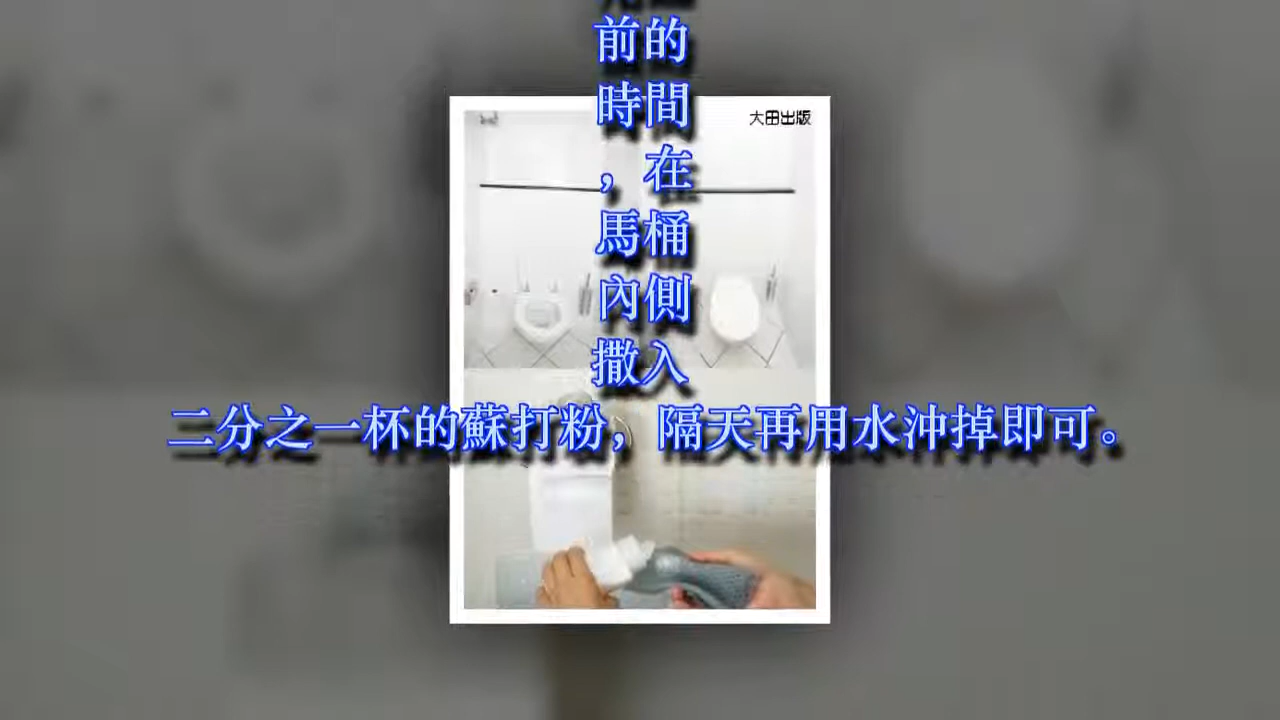 前的
時間
，在
馬桶
內側
撒入
二分之一杯的蘇打粉，隔天再用水沖掉即可。
大田出版